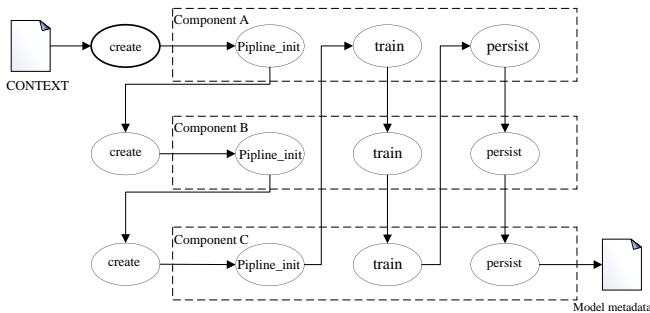 Component A
create
Pipline_init
train
persist
CONTEXT
Component B
create
Pipline_init
train
persist
Component C
create
Pipline_init
train
persist
Model metadata